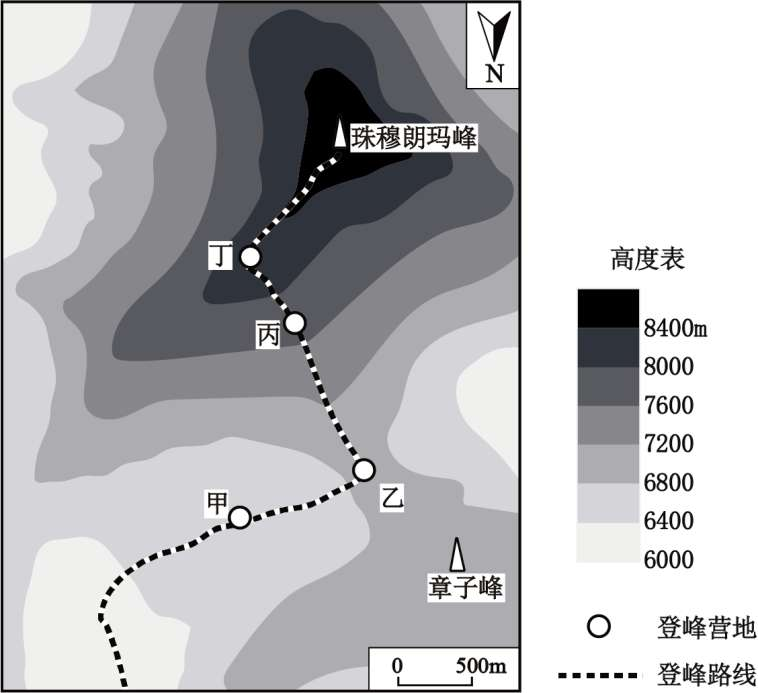 N
珠穆朗玛峰
丁
丙
乙
甲
章子峰
0 500m
高度表
8400m
8000
7600
7200
6800
6400
6000
登峰营地
登峰路线